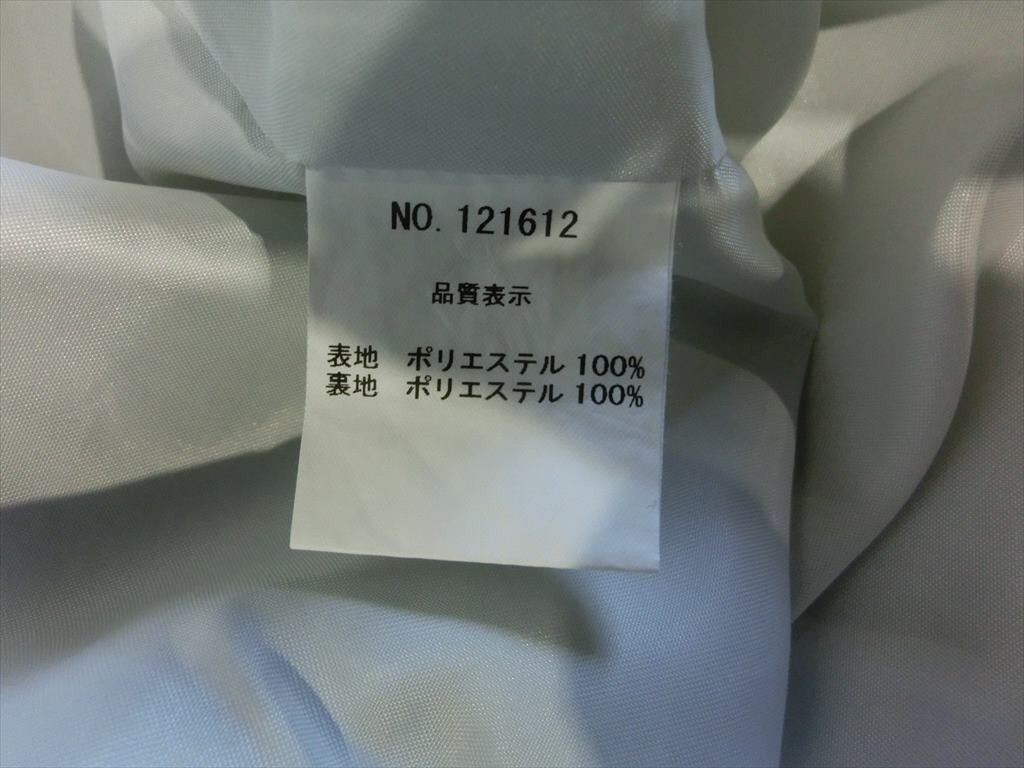 NO. 121612
品質表示
表地　ポリエステル 100%
裏地　ポリエステル 100%